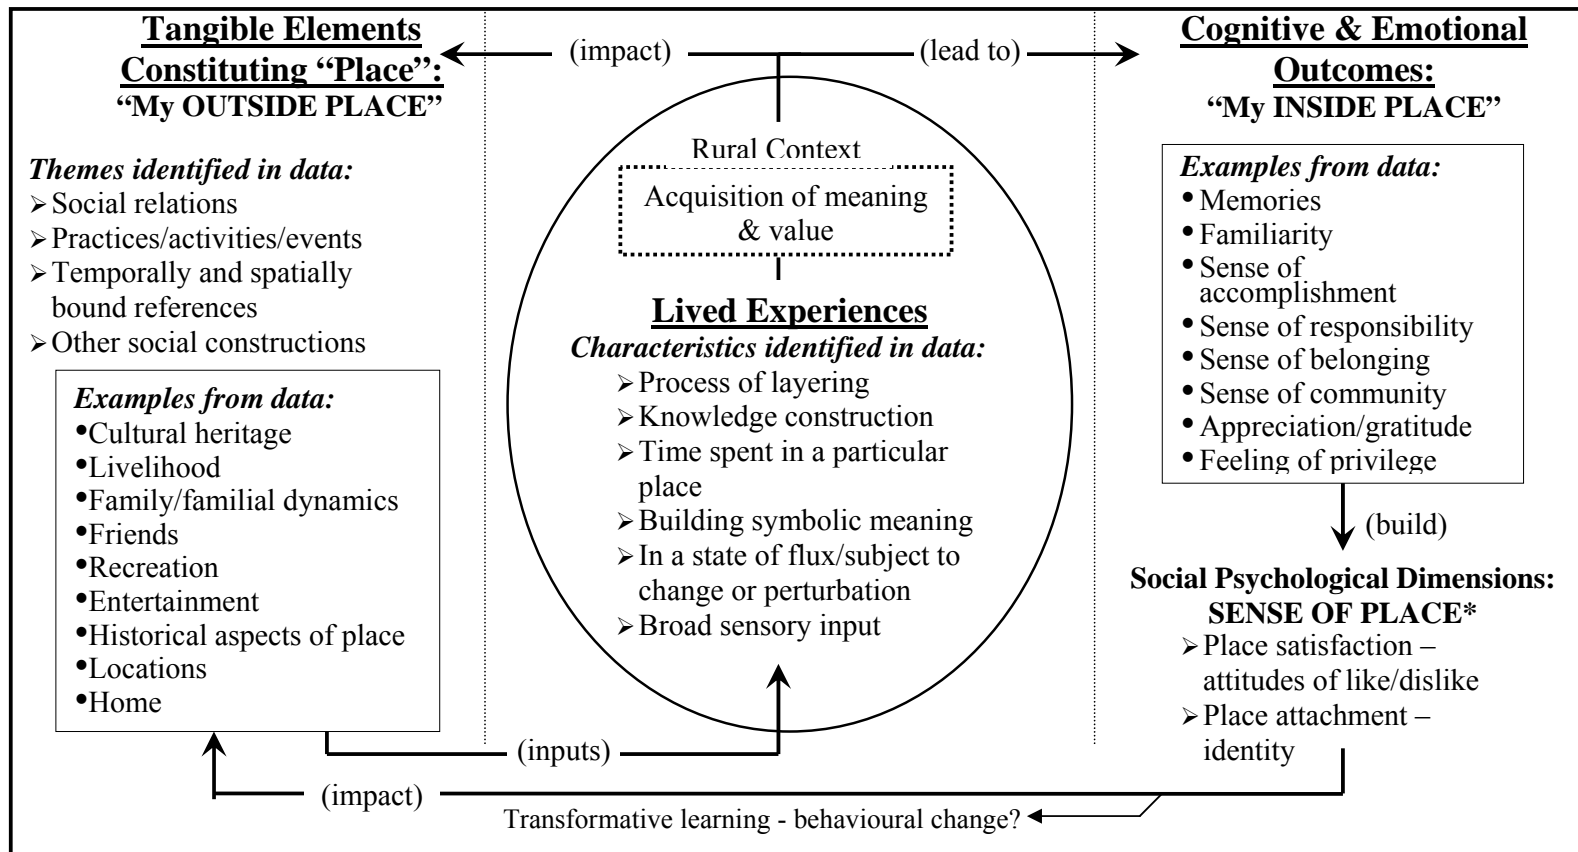 Tangible Elements
Constituting “Place”:
“My OUTSIDE PLACE”
Themes identified in data:
➢Social relations
➢Practices/activities/events
➢Temporally and spatially
bound references
➢Other social constructions
Examples from data:
•Cultural heritage
•Livelihood
•Family/familial dynamics
•Friends
•Recreation
•Entertainment
•Historical aspects of place
•Locations
•Home
(impact)
(lead to)
Rural Context
Acquisition of meaning
& value
Lived Experiences
Characteristics identified in data:
➢Process of layering
➢Knowledge construction
➢Time spent in a particular
place
➢Building symbolic meaning
➢In a state of flux/subject to
change or perturbation
➢Broad sensory input
(inputs)
Cognitive & Emotional
Outcomes:
“My INSIDE PLACE”
Examples from data:
• Memories
• Familiarity
• Sense of
accomplishment
• Sense of responsibility
• Sense of belonging
• Sense of community
• Appreciation/gratitude
• Feeling of privilege
(build)
Social Psychological Dimensions:
SENSE OF PLACE*
➢Place satisfaction –
attitudes of like/dislike
➢Place attachment –
identity
(impact)
Transformative learning - behavioural change?